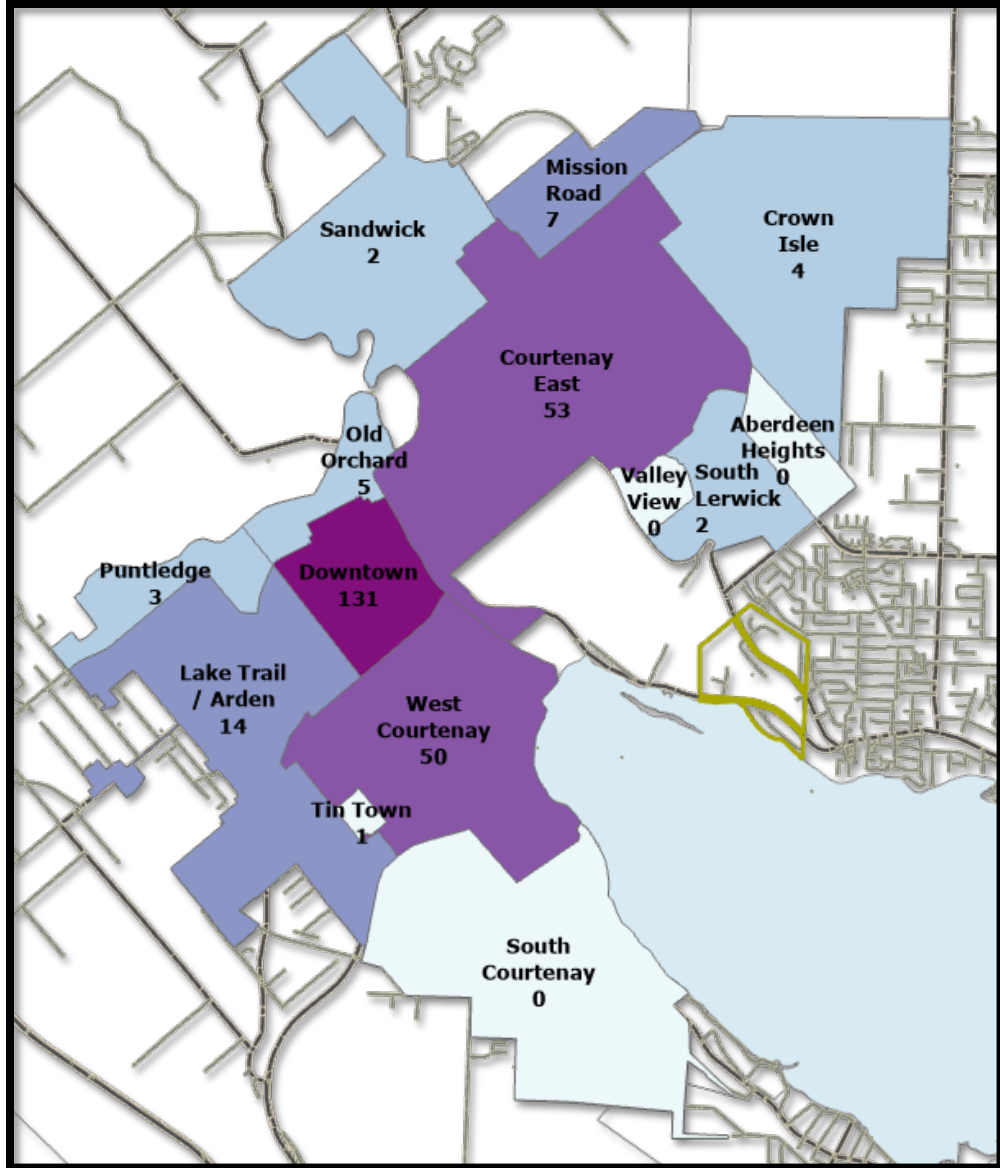 Mission
Road
7
Sandwick
2
Crown
Isle
4
Courtenay
East
53
Old
Orchard
5
Aberdeen
Heights
0
Valley
View
0
South
Lerwick
2
Puntledge
3
Downtown
131
Lake Trail
/ Arden
14
West
Courtenay
50
Tin Town
1
South
Courtenay
0